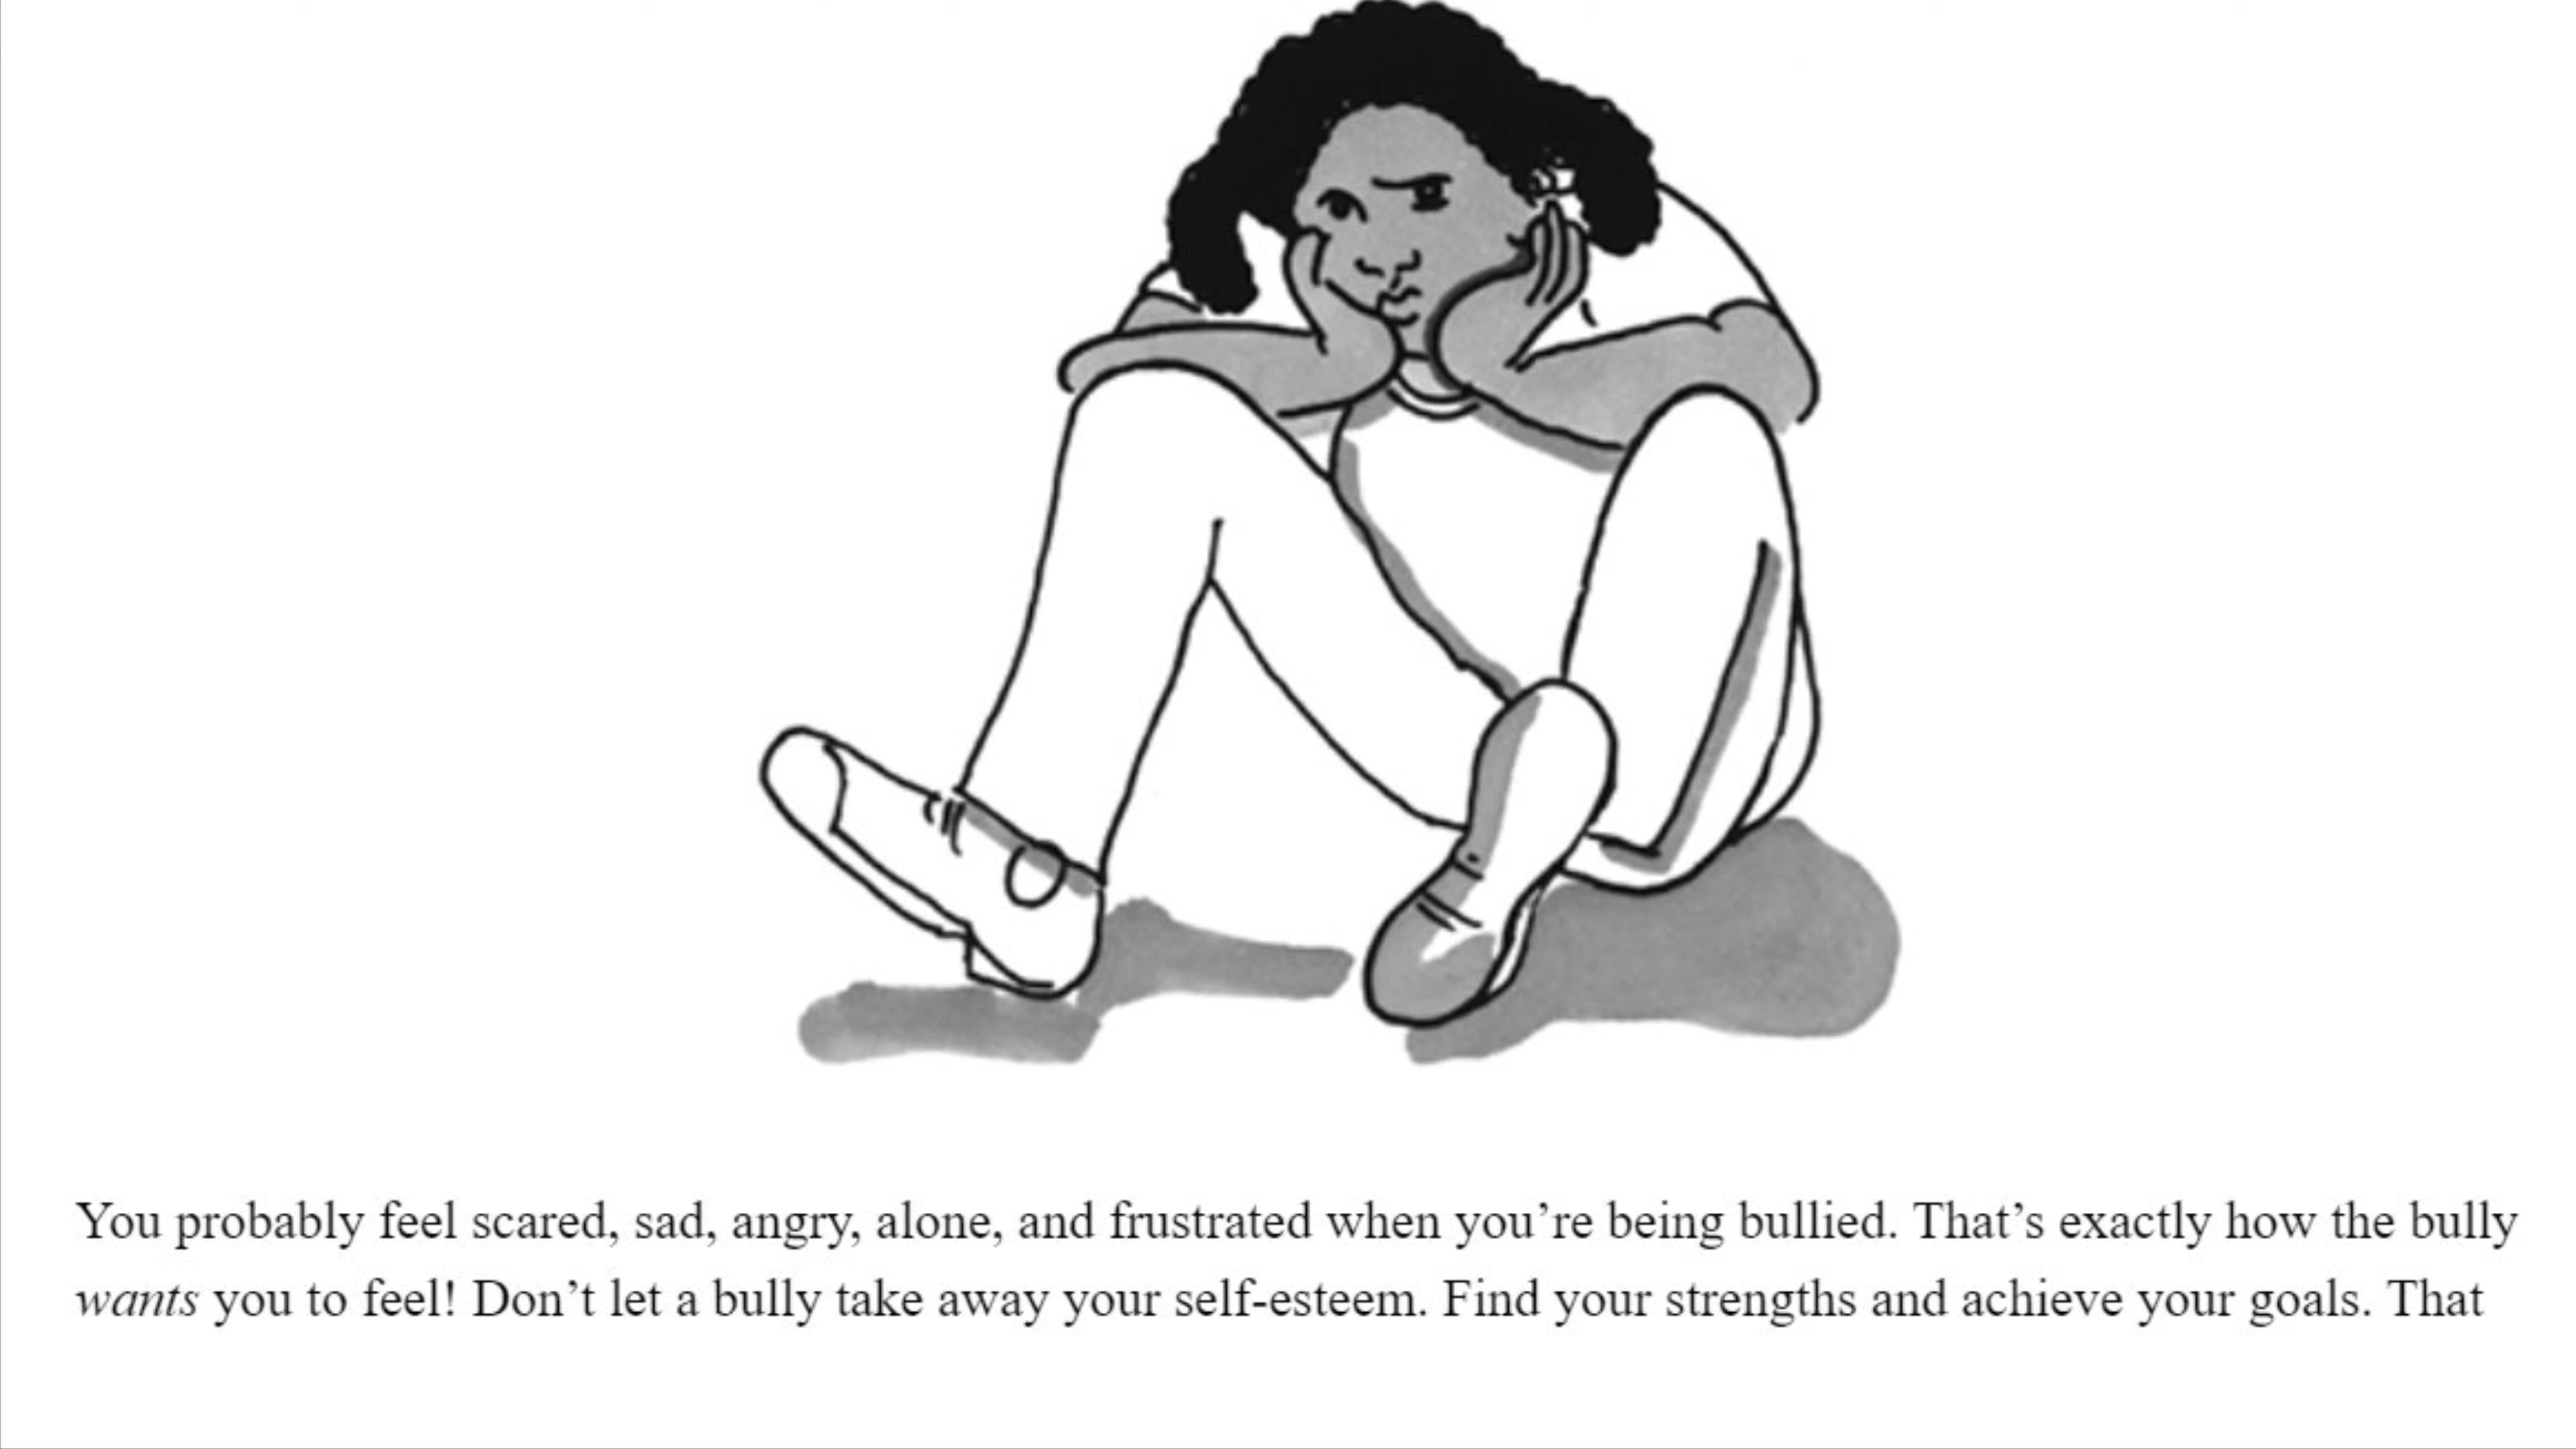 You probably feel scared, sad, angry, alone, and frustrated when you’re being bullied. That’s exactly how the bully
wants you to feel! Don’t let a bully take away your self-esteem. Find your strengths and achieve your goals. That